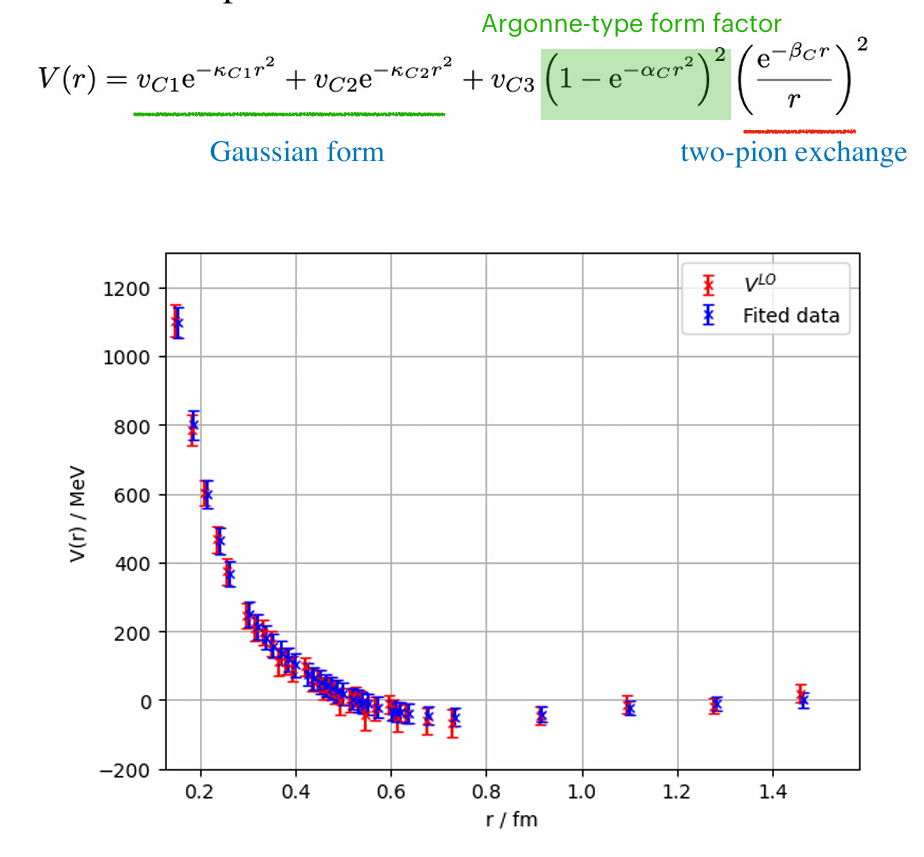 Argonne-type form factor
V(r) = v_{C1}e^{-κ_{C1}r^2} + v_{C2}e^{-κ_{C2}r^2} + v_{C3}(1 − e^{-α_C r^2})^2 (e^{-β_C r}/r)^2
Gaussian form two-pion exchange
V^{LO}
Fited data
1200
1000
800
600
400
200
0
−200
V(r) / MeV
0.2 0.4 0.6 0.8 1.0 1.2 1.4
r / fm